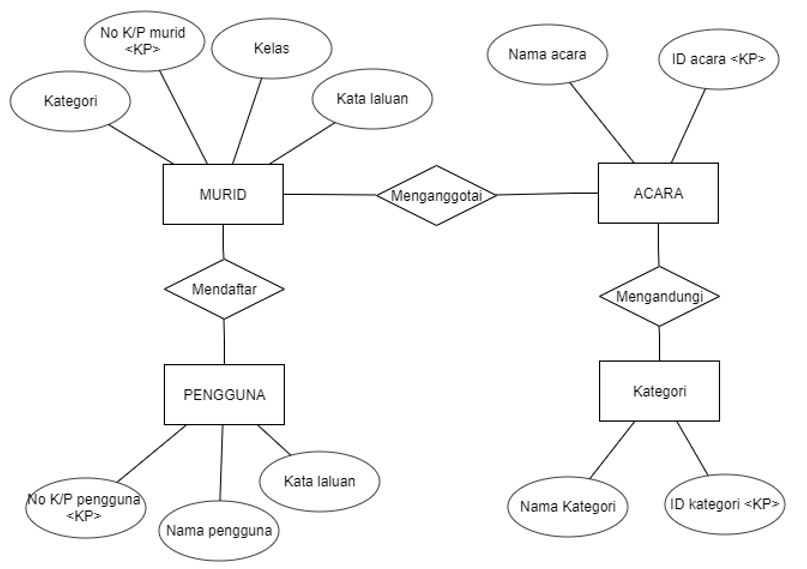 No K/P murid
<KP>
Kelas
Nama acara
ID acara <KP>
Kategori
Kata laluan
MURID
Menganggotai
ACARA
Mendaftar
Mengandungi
PENGGUNA
Kategori
Kata laluan
No K/P pengguna
<KP>
Nama pengguna
Nama Kategori
ID kategori <KP>